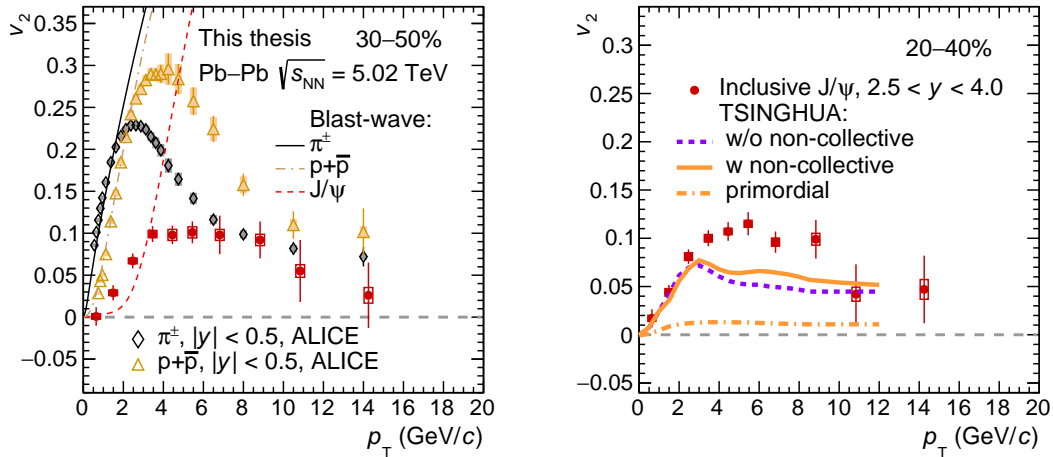 v₂
This thesis 30–50%
Pb–Pb √sNN = 5.02 TeV
Blast-wave:
π±
p+p̅
J/ψ
π±, |y| < 0.5, ALICE
p+p̅, |y| < 0.5, ALICE
0.35
0.3
0.25
0.2
0.15
0.1
0.05
0
−0.05
0 2 4 6 8 10 12 14 16 18 20
pT (GeV/c)
v₂
20–40%
Inclusive J/ψ, 2.5 < y < 4.0
TSINGHUA:
w/o non-collective
w non-collective
primordial
0.3
0.25
0.2
0.15
0.1
0.05
0
−0.05
0 2 4 6 8 10 12 14 16 18 20
pT (GeV/c)